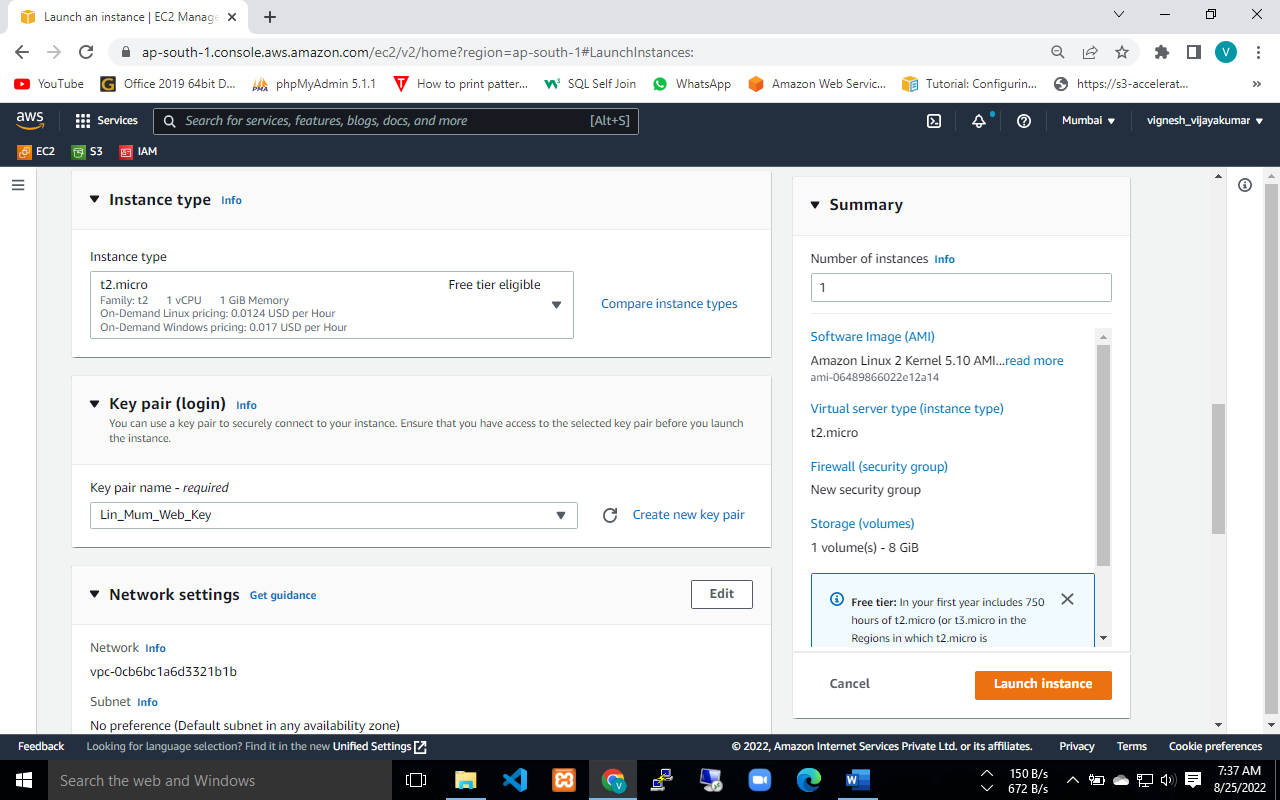 Launch an instance | EC2 Manage
ap-south-1.console.aws.amazon.com/ec2/v2/home?region=ap-south-1#LaunchInstances:
V
YouTube
Office 2019 64bit D...
phpMyAdmin 5.1.1
How to print patter...
SQL Self Join
WhatsApp
Amazon Web Servic...
Tutorial: Configurin...
https://s3-accelerat...
»
aws
Services
Search for services, features, blogs, docs, and more
[Alt+S]
Mumbai
vignesh_vijayakumar
EC2
S3
IAM
Instance type Info
Instance type
t2.micro
Free tier eligible
Family: t2 1 vCPU 1 GiB Memory
On-Demand Linux pricing: 0.0124 USD per Hour
On-Demand Windows pricing: 0.017 USD per Hour
Compare instance types
Key pair (login) Info
You can use a key pair to securely connect to your instance. Ensure that you have access to the selected key pair before you launch
the instance.
Key pair name - required
Lin_Mum_Web_Key
Create new key pair
Network settings Get guidance
Edit
Network Info
vpc-0cb6bc1a6d3321b1b
Subnet Info
No preference (Default subnet in any availability zone)
Summary
Number of instances Info
1
Software Image (AMI)
Amazon Linux 2 Kernel 5.10 AMI...read more
ami-06489866022e12a14
Virtual server type (instance type)
t2.micro
Firewall (security group)
New security group
Storage (volumes)
1 volume(s) - 8 GiB
Free tier: In your first year includes 750
hours of t2.micro (or t3.micro in the
Regions in which t2.micro is
Cancel
Launch instance
Feedback
Looking for language selection? Find it in the new Unified Settings
© 2022, Amazon Internet Services Private Ltd. or its affiliates.
Privacy
Terms
Cookie preferences
Search the web and Windows
150 B/s
672 B/s
7:37 AM
8/25/2022